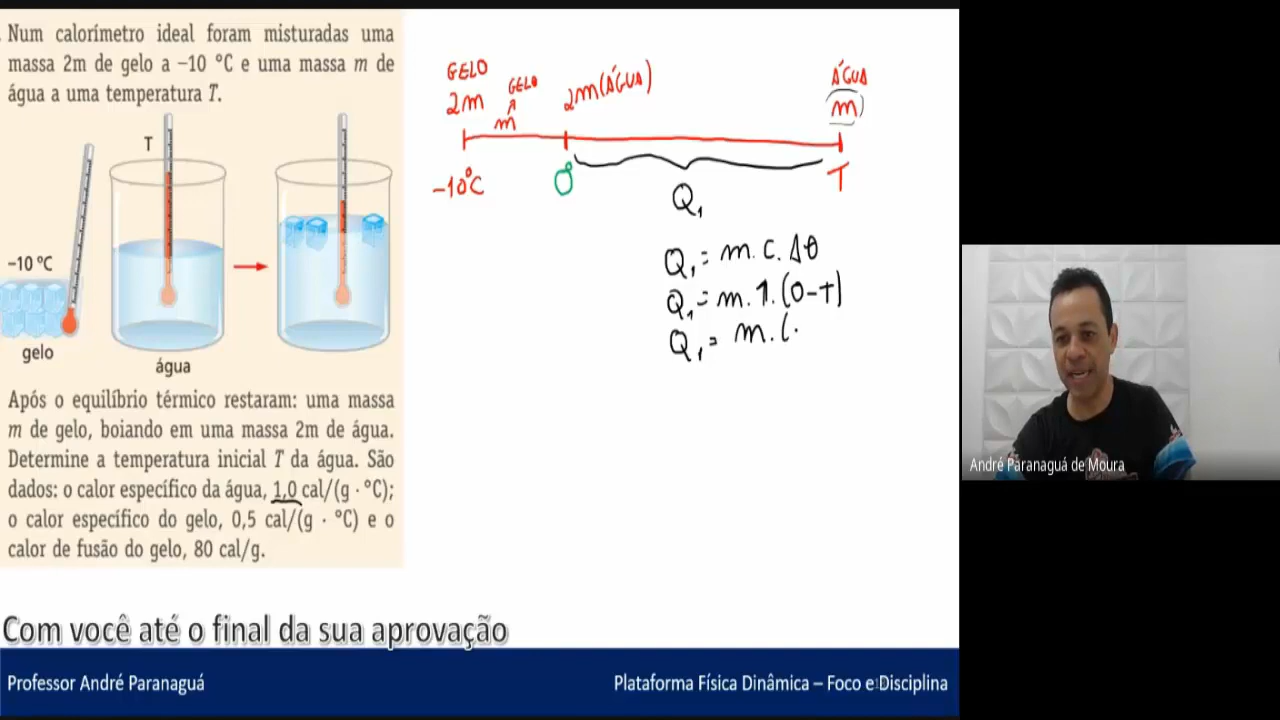 Num calorímetro ideal foram misturadas uma
massa 2m de gelo a −10 °C e uma massa m de
água a uma temperatura T.
T
−10 °C
gelo
água
Após o equilíbrio térmico restaram: uma massa
m de gelo, boiando em uma massa 2m de água.
Determine a temperatura inicial T da água. São
dados: o calor específico da água, 1,0 cal/(g · °C);
o calor específico do gelo, 0,5 cal/(g · °C) e o
calor de fusão do gelo, 80 cal/g.
GELO
2m
GELO
m
2m (ÁGUA)
ÁGUA
m
-10°C
0°
T
Q₁
Q₁ = m. c. Δθ
Q₁ = m. 1. (0-T)
Q₁ = m. (.
André Paranaguá de Moura
Com você até o final da sua aprovação
Professor André Paranaguá
Plataforma Física Dinâmica – Foco e Disciplina